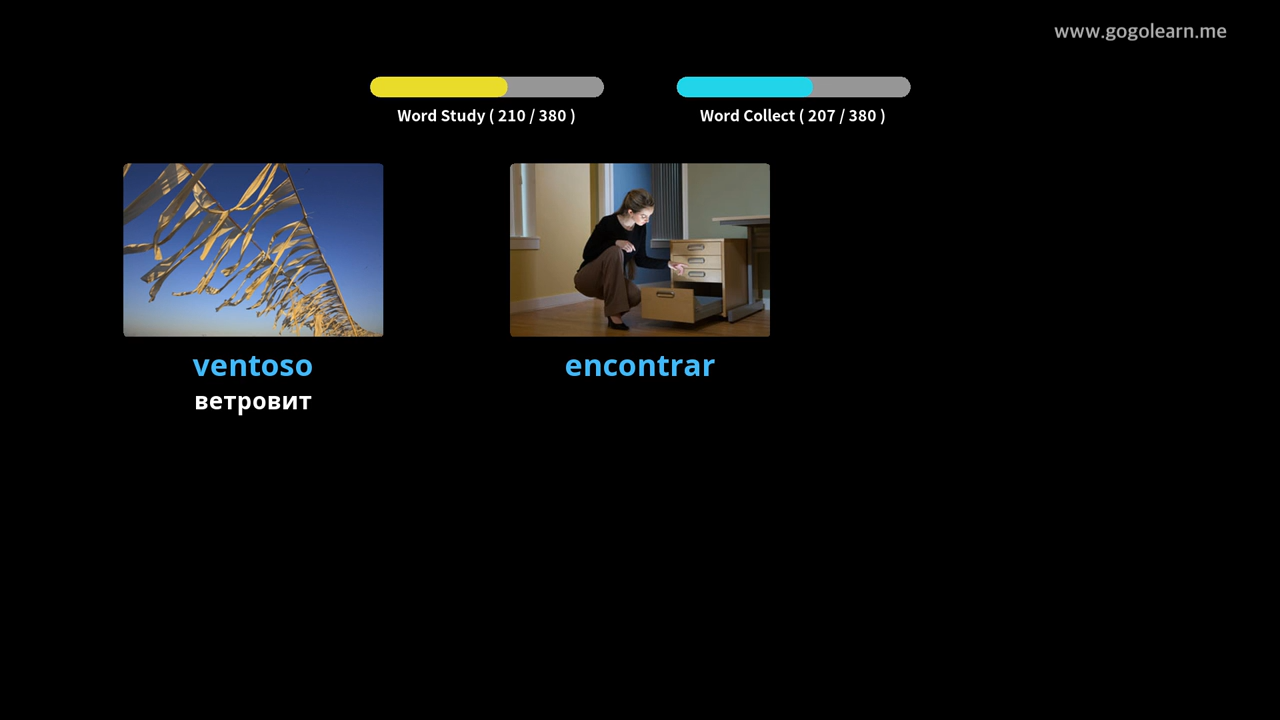 www.gogolearn.me
Word Study ( 210 / 380 )
Word Collect ( 207 / 380 )
ventoso
ветровит
encontrar